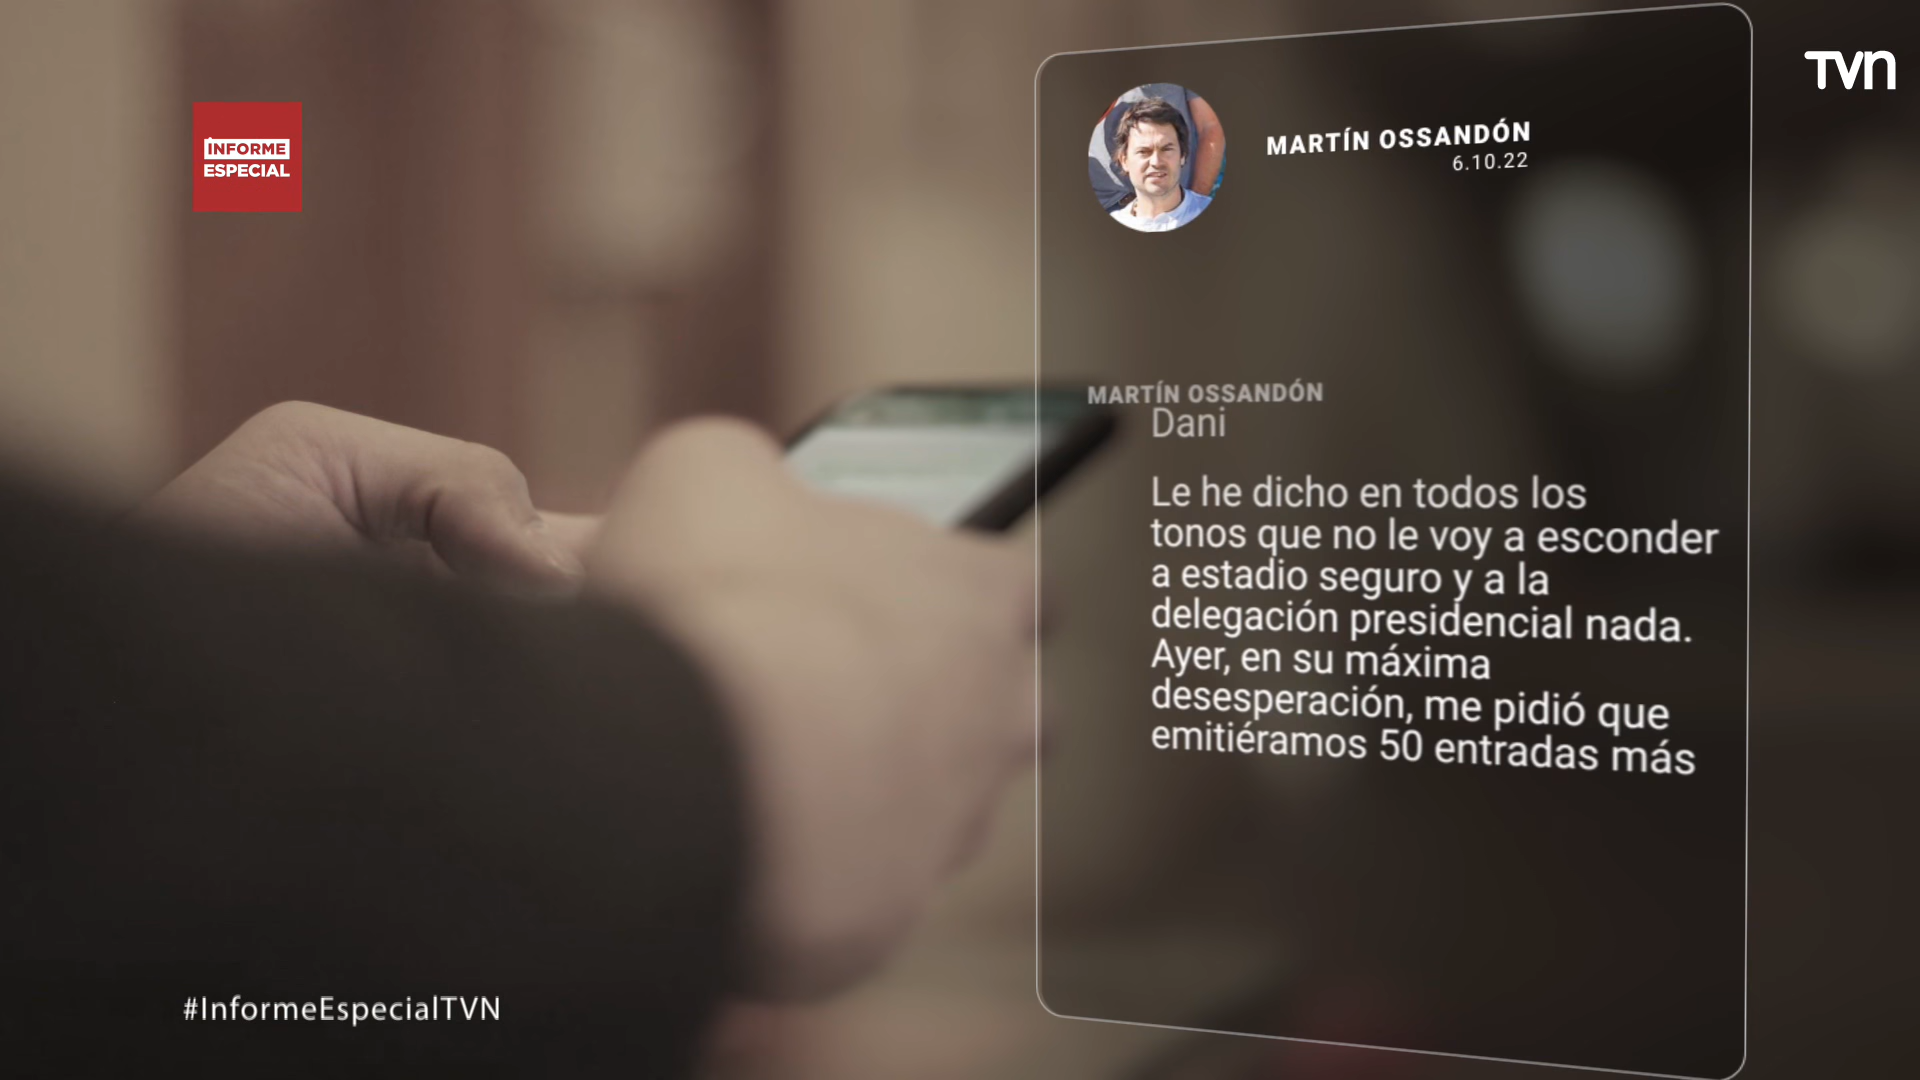 INFORME
ESPECIAL
TVN
MARTÍN OSSANDÓN
6.10.22
MARTÍN OSSANDÓN
Dani
Le he dicho en todos los
tonos que no le voy a esconder
a estadio seguro y a la
delegación presidencial nada.
Ayer, en su máxima
desesperación, me pidió que
emitiéramos 50 entradas más
#InformeEspecialTVN